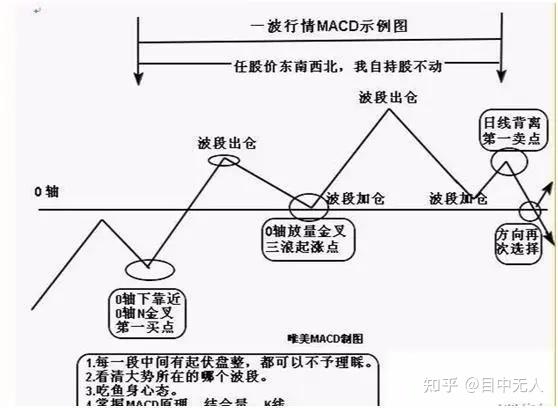 一波行情MACD示例图
任股价东南西北，我自持股不动
波段出仓
日线背离
第一卖点
波段出仓
0轴
波段加仓
波段加仓
0轴放量金叉
三浪起涨点
方向再
次选择
0轴下靠近
0轴N金叉
第一买点
唯美MACD制图
1.每一段中间有起伏盘整，都可以不予理睬。
2.看清大势所在的哪个波段。
3.吃鱼身心态。
4.掌握MACD原理，结合量、K线
知乎 @目中无人